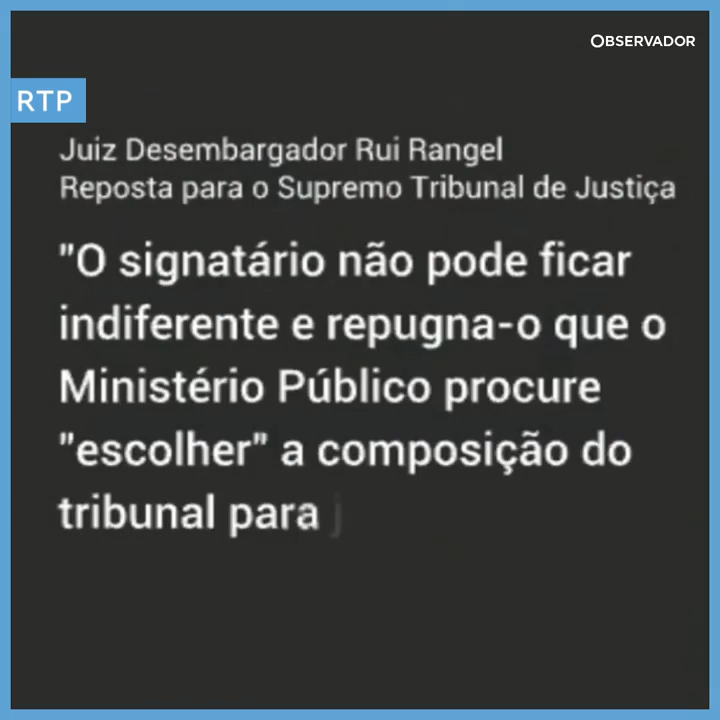 OBSERVADOR
RTP
Juiz Desembargador Rui Rangel
Reposta para o Supremo Tribunal de Justiça
"O signatário não pode ficar
indiferente e repugna-o que o
Ministério Público procure
"escolher" a composição do
tribunal para j